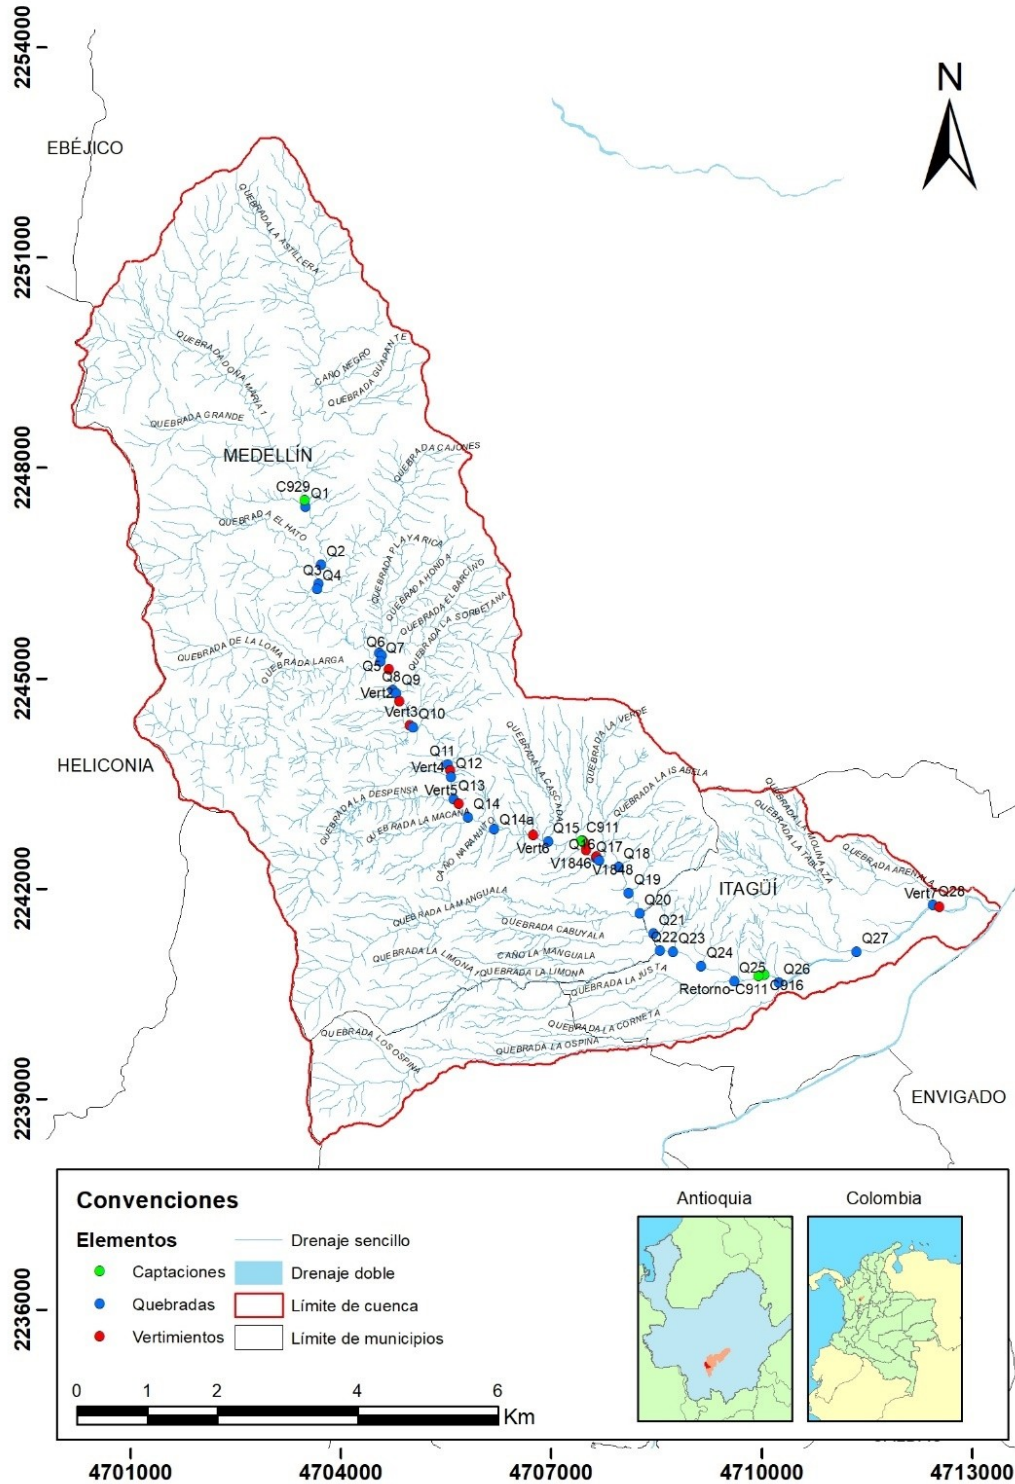 2254000
2251000
2248000
2245000
2242000
2239000
2236000
N
EBÉJICO
QUEBRADA LA ASTILLERA
QUEBRADA DOÑA MARIA 1
CAÑO NEGRO
QUEBRADA GUAPANTE
QUEBRADA GRANDE
MEDELLÍN
QUEBRADA CAJONES
C929
Q1
QUEBRADA EL HATO
Q2
Q3
Q4
QUEBRADA PLAYA RICA
QUEBRADA HONDA
QUEBRADA EL BARCINO
QUEBRADA LA SORBETANA
QUEBRADA DE LA LOMA
QUEBRADA LARGA
Q6
Q7
Q5
Q8
Q9
Vert2
Vert3
Q10
HELICONIA
Q11
Q12
Vert4
Q13
Vert5
Q14
QUEBRADA LA DESPENSA
QUEBRADA LA MACANA
CAÑO NARANJITO
Q14a
QUEBRADA LA CASCADA
QUEBRADA LA VERDE
QUEBRADA LA ISABELA
Q15
C911
Vert6
Q16
Q17
V1846
V1848
Q18
Q19
Q20
Q21
Q22
Q23
Q24
Q25
Q26
Retorno-C911
C916
Q27
Vert7
Q28
ITAGÜÍ
QUEBRADA LA MOLINA
QUEBRADA LA TABLAZA
QUEBRADA ARENALA
QUEBRADA LA MANGUALA
QUEBRADA CABUYALA
CAÑO LA MANGUALA
QUEBRADA LA LIMONA 1
QUEBRADA LA LIMONA
QUEBRADA LA JUSTA
QUEBRADA LA CORNETA
QUEBRADA LOS OSPINA
QUEBRADA LA OSPINA
ENVIGADO
Convenciones
Elementos
Captaciones
Quebradas
Vertimientos
Drenaje sencillo
Drenaje doble
Límite de cuenca
Límite de municipios
Antioquia
Colombia
0 1 2 4 6
Km
4701000 4704000 4707000 4710000 4713000